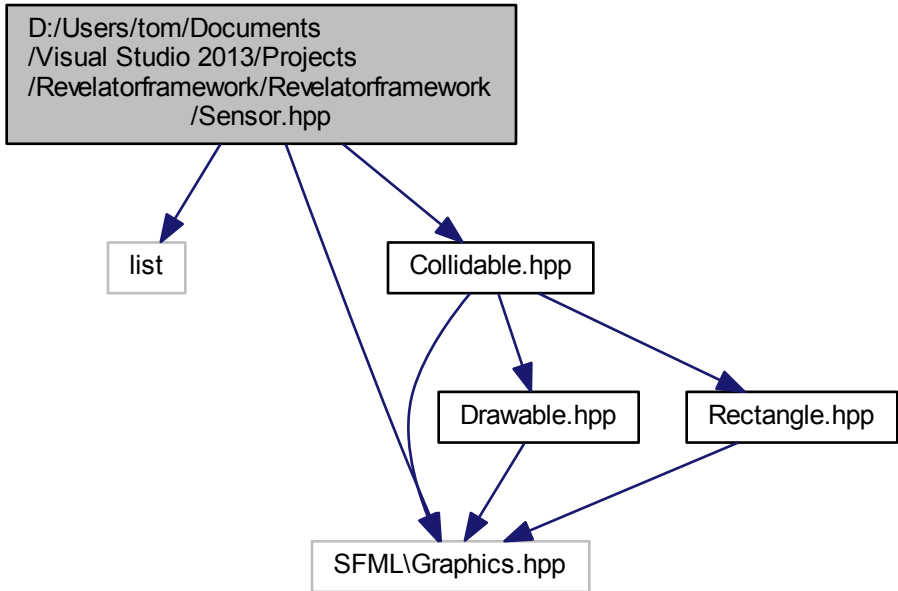 D:/Users/tom/Documents
/Visual Studio 2013/Projects
/Revelatorframework/Revelatorframework
/Sensor.hpp
list
Collidable.hpp
Drawable.hpp
Rectangle.hpp
SFML\Graphics.hpp